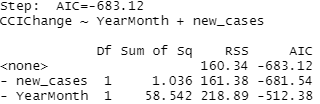 Step:  AIC=-683.12
CCIChange ~ YearMonth + new_cases
            Df Sum of Sq    RSS     AIC
<none>                   160.34 -683.12
- new_cases  1     1.036 161.38 -681.54
- YearMonth  1    58.542 218.89 -512.38